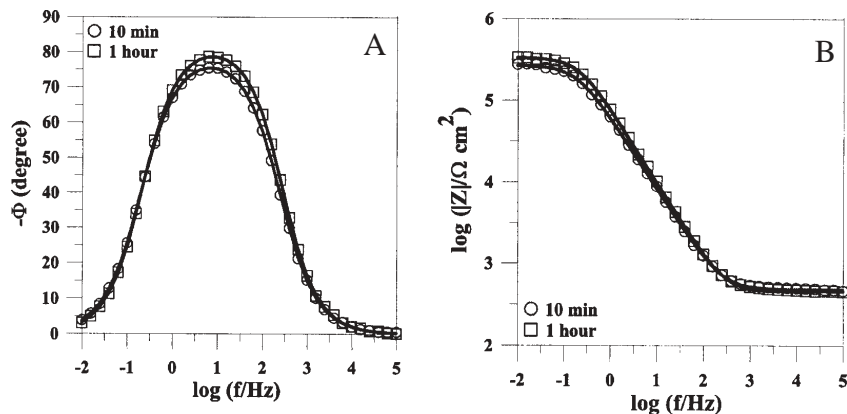 A
-Φ (degree)
90
80
70
60
50
40
30
20
10
0
10 min
1 hour
-2 -1 0 1 2 3 4 5
log (f/Hz)
B
log (|Z|/Ω cm²)
6
5
4
3
2
10 min
1 hour
-2 -1 0 1 2 3 4 5
log (f/Hz)